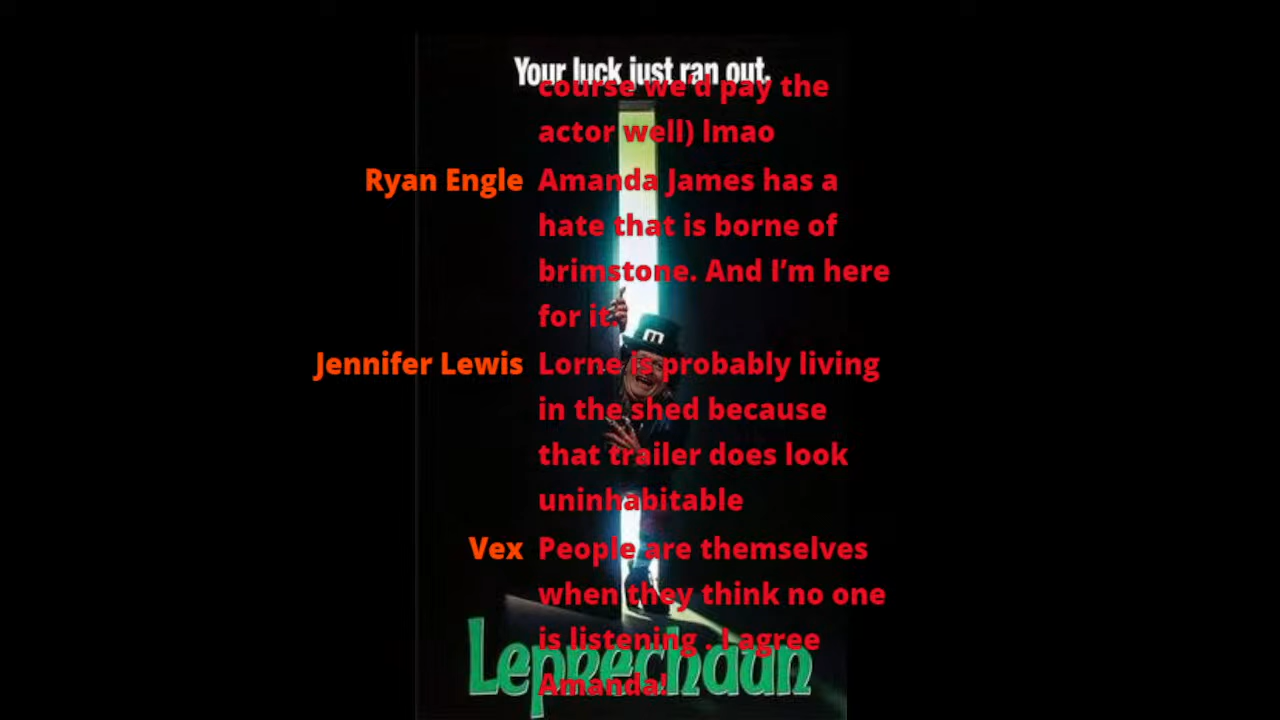 Your luck just ran out.
course we'd pay the
actor well) lmao
Ryan Engle Amanda James has a
hate that is borne of
brimstone. And I’m here
for it.
Jennifer Lewis Lorne is probably living
in the shed because
that trailer does look
uninhabitable
Vex People are themselves
when they think no one
is listening . I agree
Amanda!
Leprechaun
m